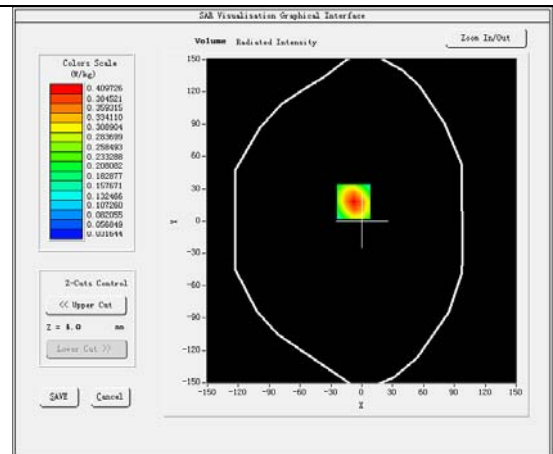 SAR Visualisation Graphical Interface
Volume Radiated Intensity
Zoom In/Out
Colors Scale
(W/kg)
0.409726
0.384521
0.359315
0.334110
0.308904
0.283699
0.258493
0.233288
0.208082
0.182877
0.157671
0.132466
0.107260
0.082055
0.056849
0.031644
Z-Cuts Control
<< Upper Cut
Z = 4.0 mm
Lower Cut >>
SAVE Cancel
150
120
90
60
30
0
-30
-60
-90
-120
-150
Y
-150 -120 -90 -60 -30 0 30 60 90 120 150
X